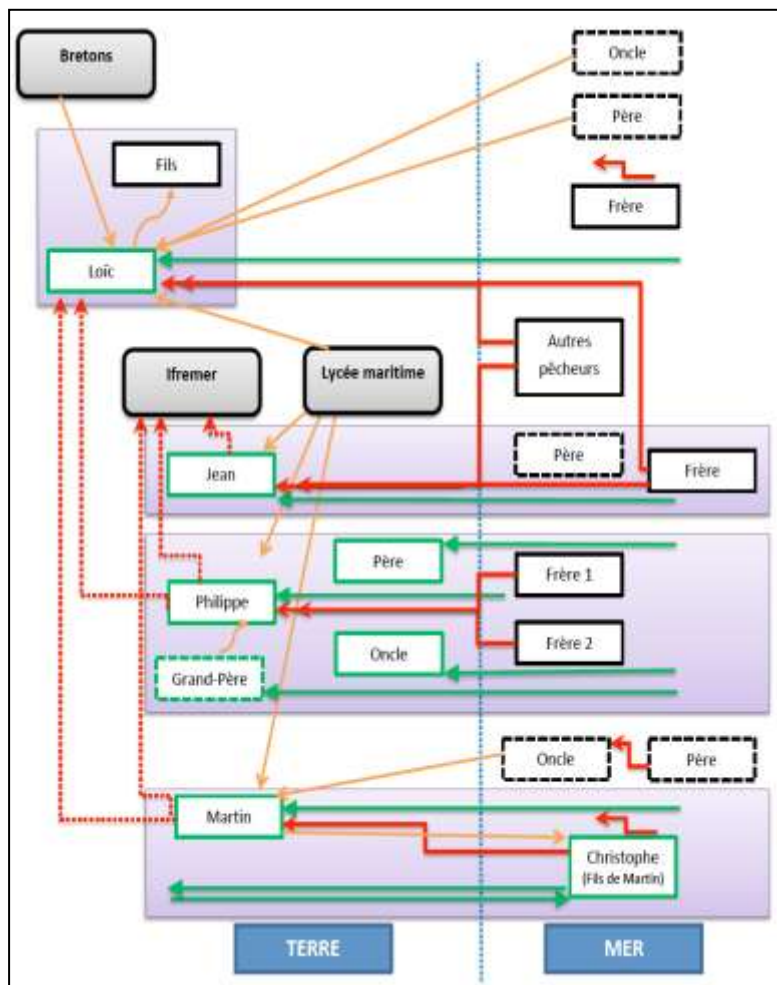 Bretons
Oncle
Père
Fils
Frère
Loïc
Autres
pêcheurs
Ifremer
Lycée maritime
Père
Jean
Frère
Père
Frère 1
Philippe
Oncle
Frère 2
Grand-Père
Oncle
Père
Martin
Christophe
(Fils de Martin)
TERRE
MER